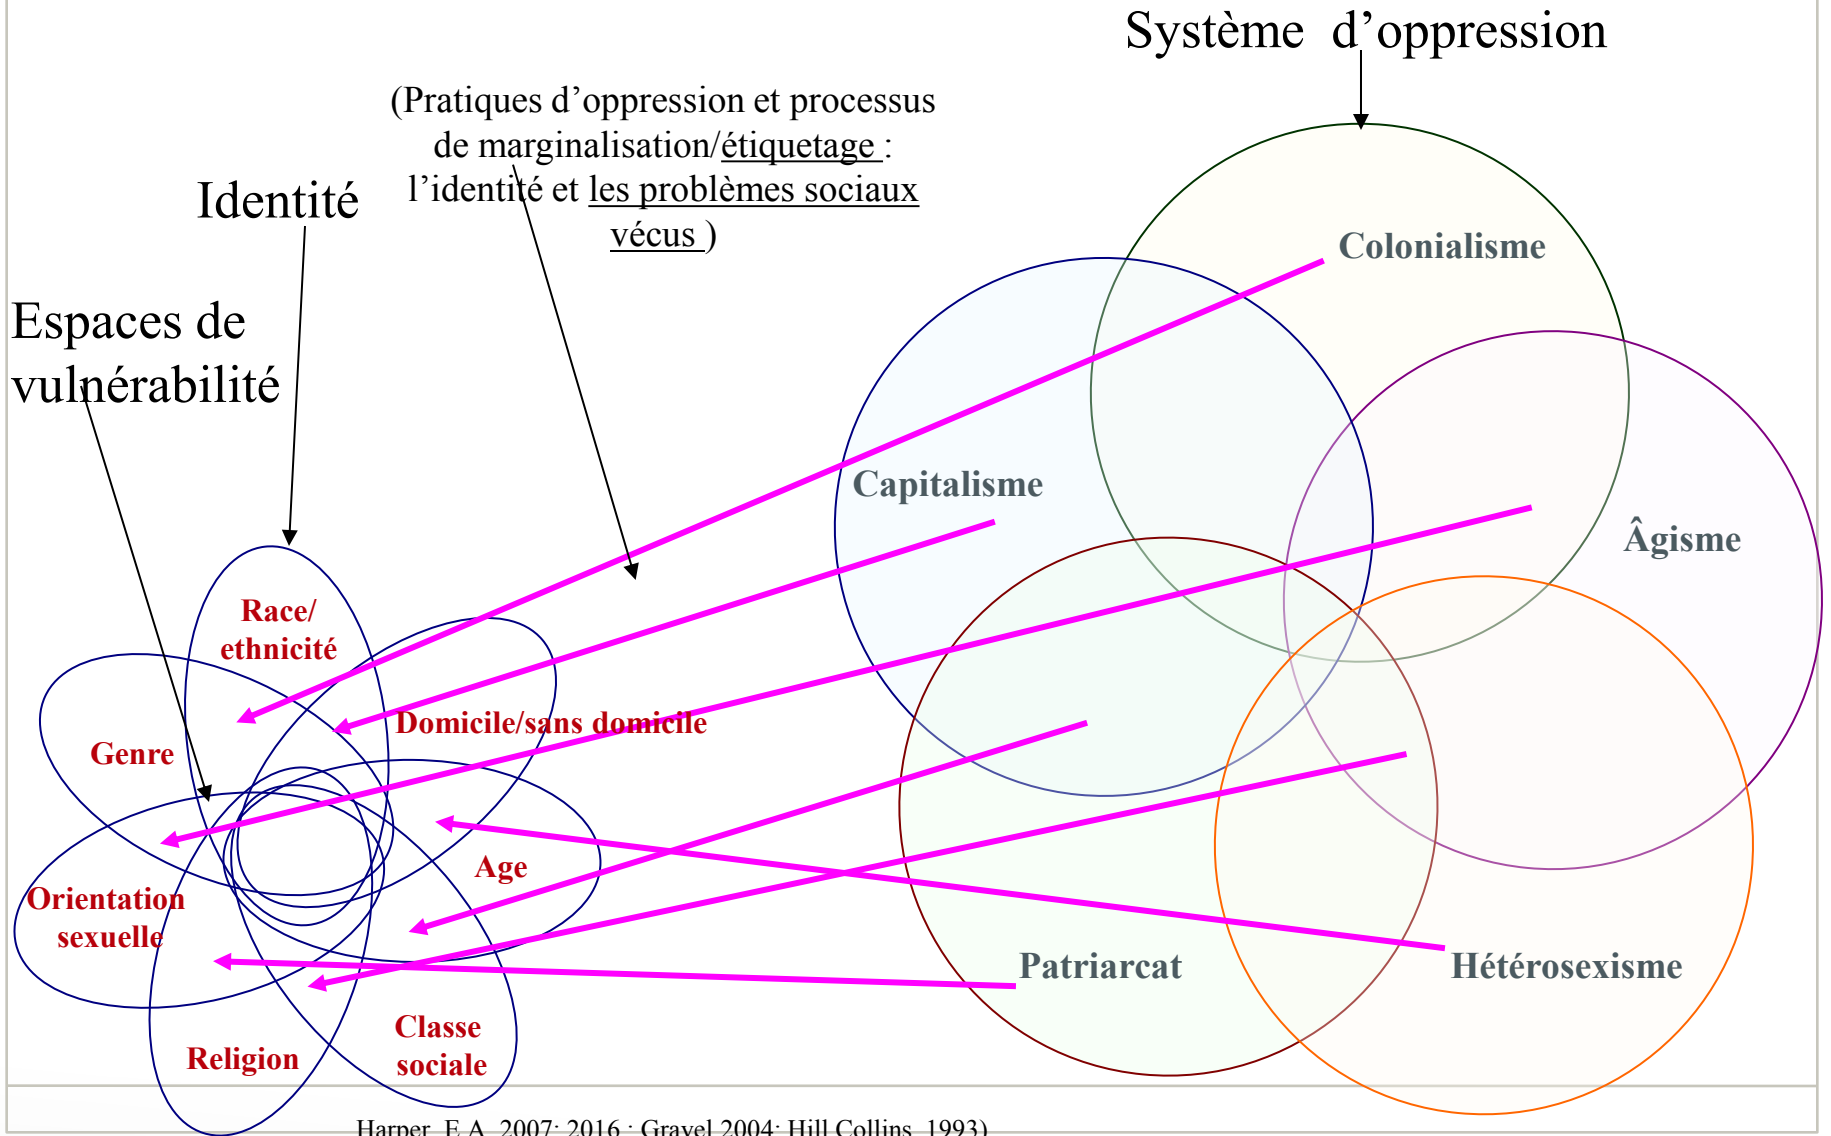 Système d’oppression
(Pratiques d’oppression et processus
de marginalisation/étiquetage :
l’identité et les problèmes sociaux
vécus )
Identité
Espaces de
vulnérabilité
Colonialisme
Capitalisme
Âgisme
Patriarcat
Hétérosexisme
Race/
ethnicité
Domicile/sans domicile
Genre
Age
Orientation
sexuelle
Classe
sociale
Religion
Harper, E.A. 2007; 2016 ; Gravel 2004; Hill Collins, 1993)